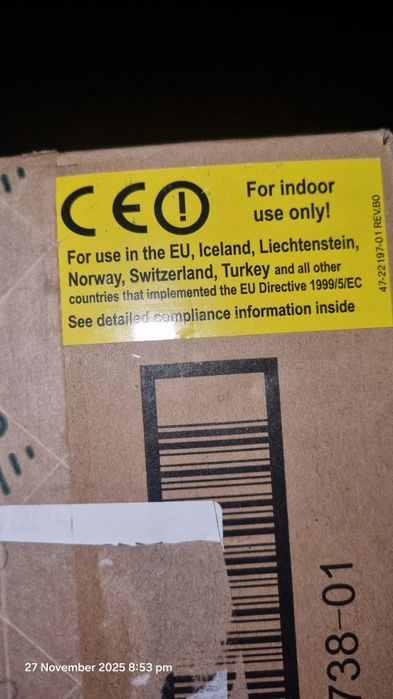 CE
For indoor
use only!
For use in the EU, Iceland, Liechtenstein,
Norway, Switzerland, Turkey and all other
countries that implemented the EU Directive 1999/5/EC
See detailed compliance information inside
47-22197-01 REV.B0
738-01
27 November 2025 8:53 pm